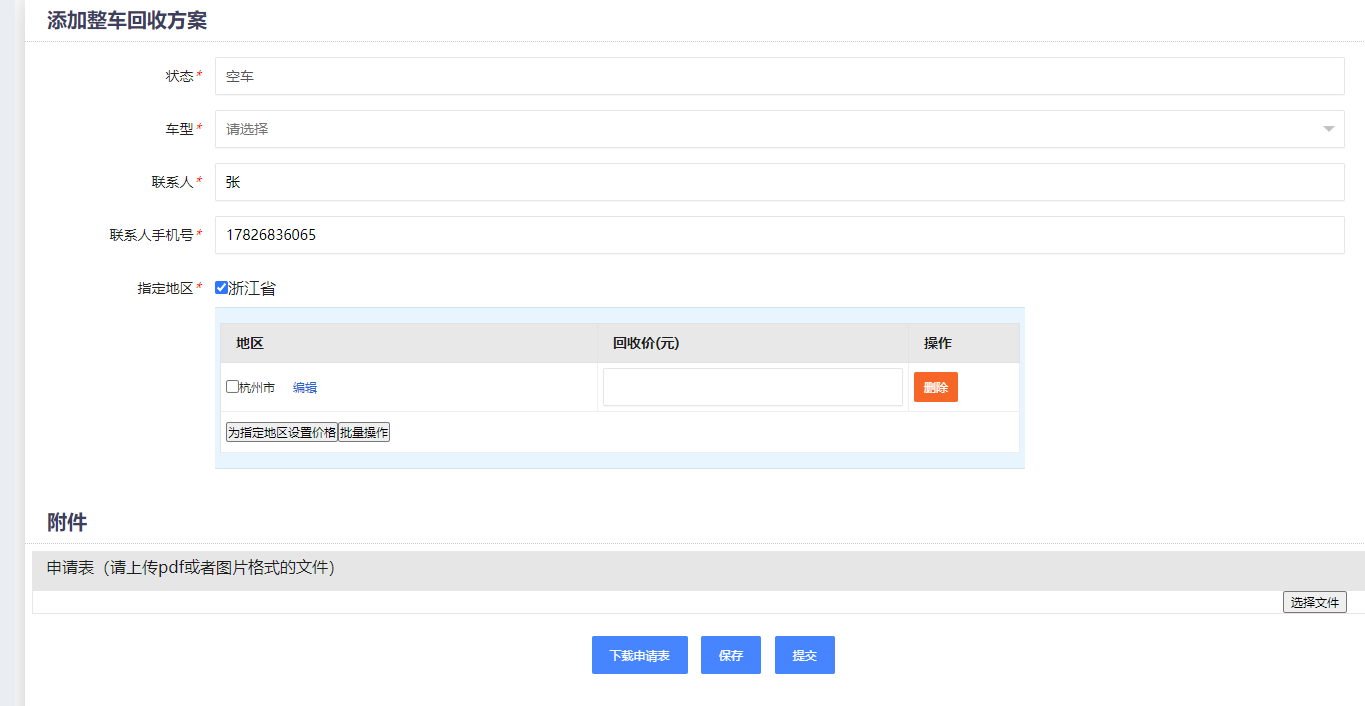 添加整车回收方案
状态* 空车
车型* 请选择
联系人* 张
联系人手机号* 17826836065
指定地区* 浙江省
地区 回收价(元) 操作
杭州市 编辑 删除
为指定地区设置价格 批量操作
附件
申请表（请上传pdf或者图片格式的文件）
选择文件
下载申请表 保存 提交